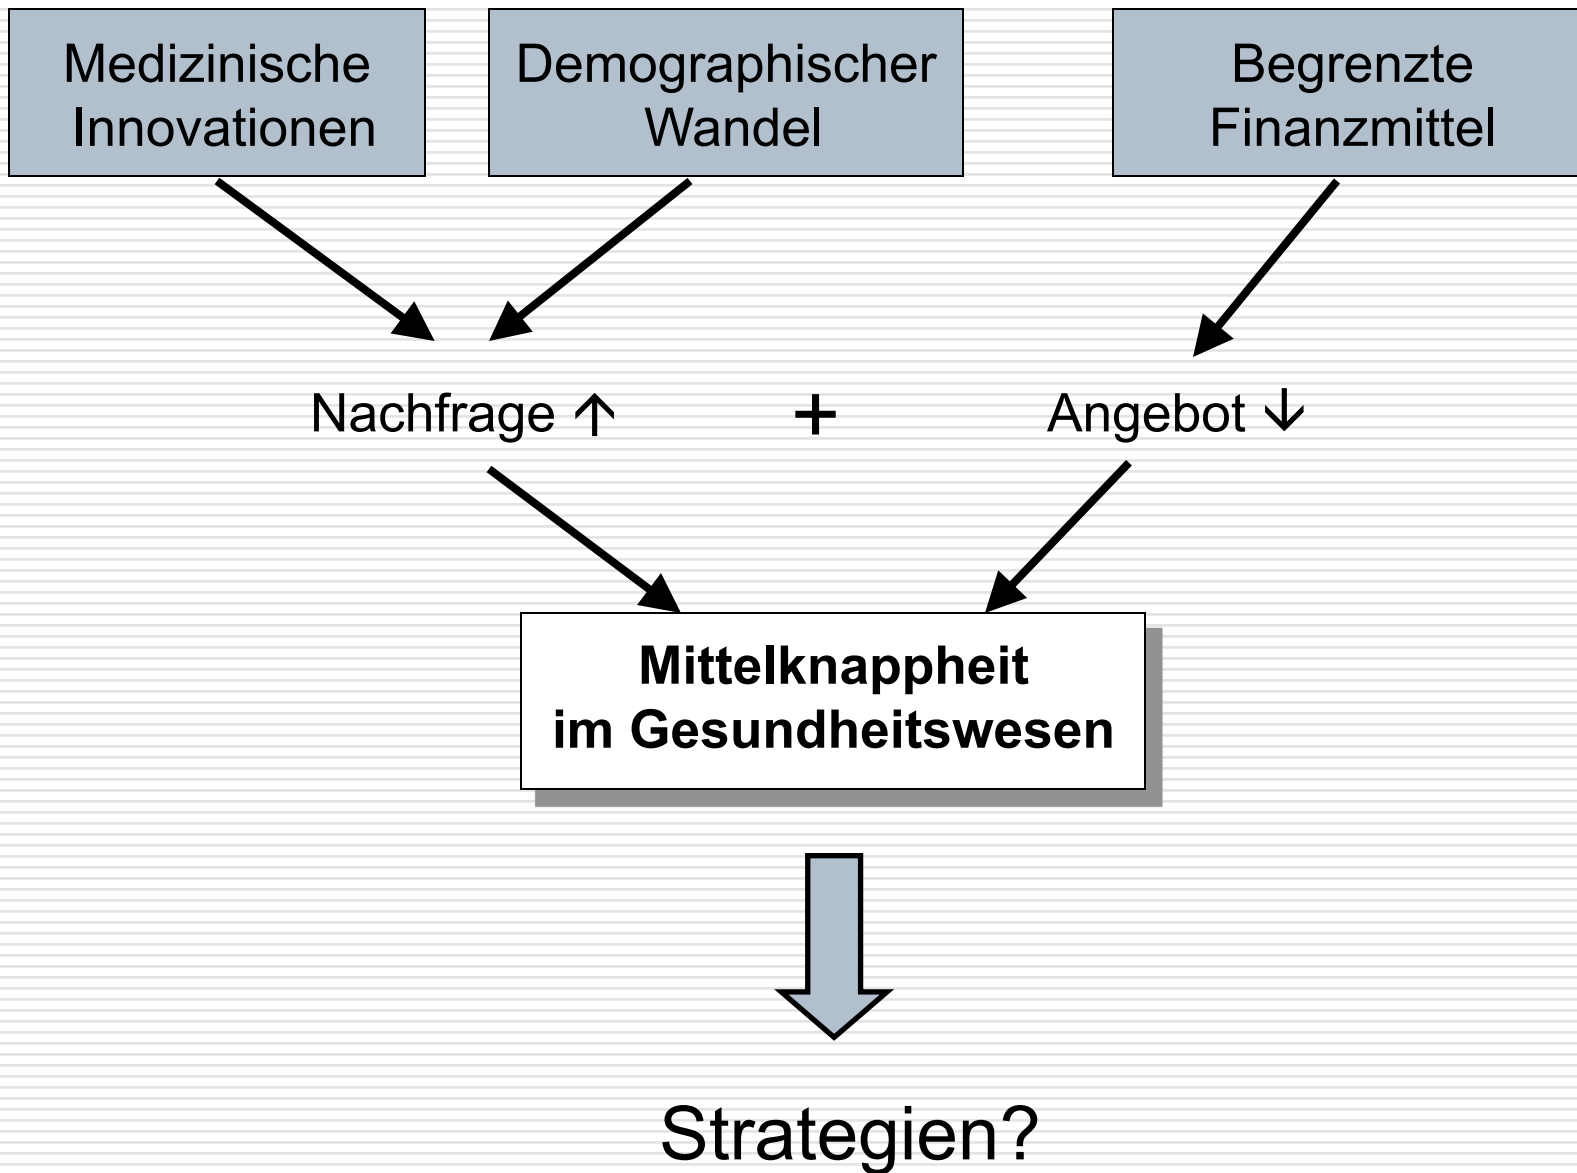 Medizinische
Innovationen
Demographischer
Wandel
Begrenzte
Finanzmittel
Nachfrage ↑
+
Angebot ↓
Mittelknappheit
im Gesundheitswesen
Strategien?